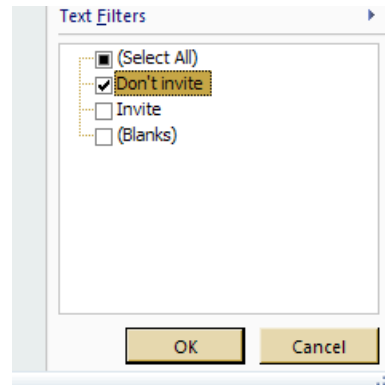 Text Filters
(Select All)
Don't invite
Invite
(Blanks)
OK Cancel